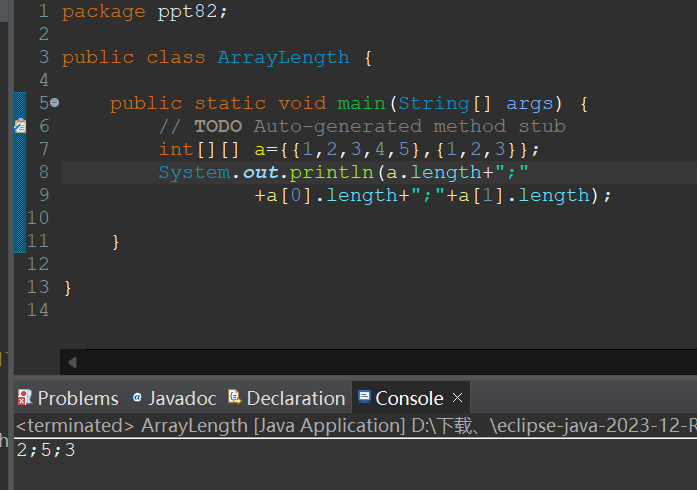 1 package ppt82;
2
3 public class ArrayLength {
4
5 public static void main(String[] args) {
6 // TODO Auto-generated method stub
7 int[][] a={{1,2,3,4,5},{1,2,3}};
8 System.out.println(a.length+";"
9 +a[0].length+";"+a[1].length);
10
11 }
12
13 }
14
Problems @ Javadoc Declaration Console ×
<terminated> ArrayLength [Java Application] D:\下载、\eclipse-java-2023-12-R
2;5;3